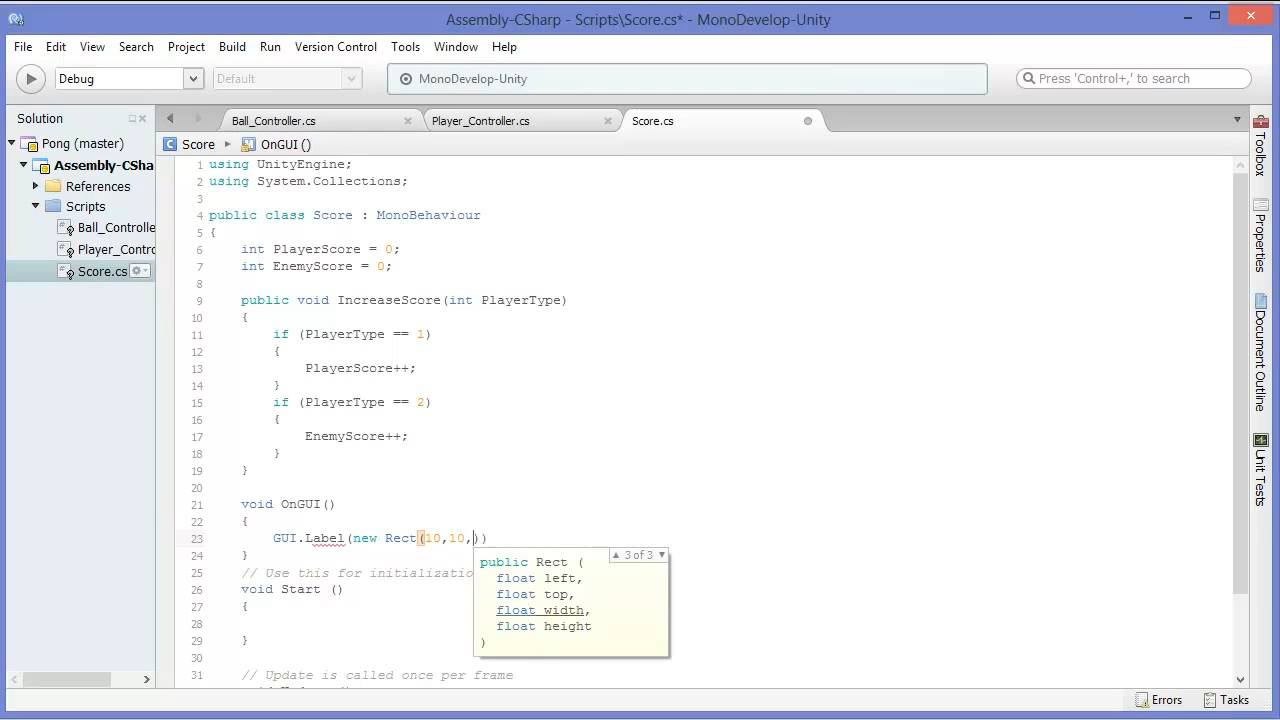 Assembly-CSharp - Scripts\Score.cs* - MonoDevelop-Unity
File Edit View Search Project Build Run Version Control Tools Window Help
Debug Default MonoDevelop-Unity Press 'Control+,' to search
Solution
Ball_Controller.cs Player_Controller.cs Score.cs
Pong (master)
Assembly-CSha
References
Scripts
Ball_Controlle
Player_Contro
Score.cs
Score OnGUI ()
1 using UnityEngine;
2 using System.Collections;
3
4 public class Score : MonoBehaviour
5 {
6 int PlayerScore = 0;
7 int EnemyScore = 0;
8
9 public void IncreaseScore(int PlayerType)
10 {
11 if (PlayerType == 1)
12 {
13 PlayerScore++;
14 }
15 if (PlayerType == 2)
16 {
17 EnemyScore++;
18 }
19 }
20
21 void OnGUI()
22 {
23 GUI.Label(new Rect(10,10,))
24 }
25 // Use this for initializatio
26 void Start ()
27 {
28
29 }
30
31 // Update is called once per frame
3 of 3
public Rect (
float left,
float top,
float width,
float height
)
Toolbox
Properties
Document Outline
Unit Tests
Errors Tasks